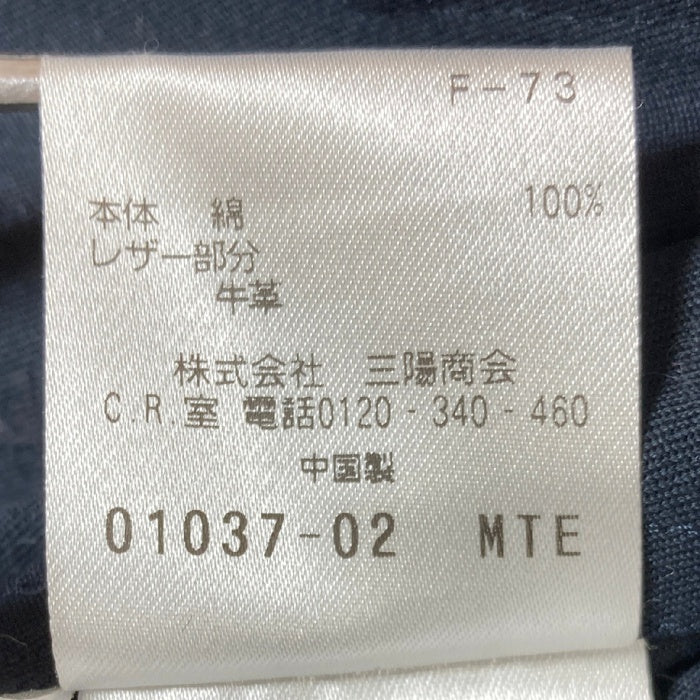 F-73
本体 綿 100%
レザー部分
牛革
株式会社 三陽商会
C.R.室 電話0120-340-460
中国製
01037-02 MTE